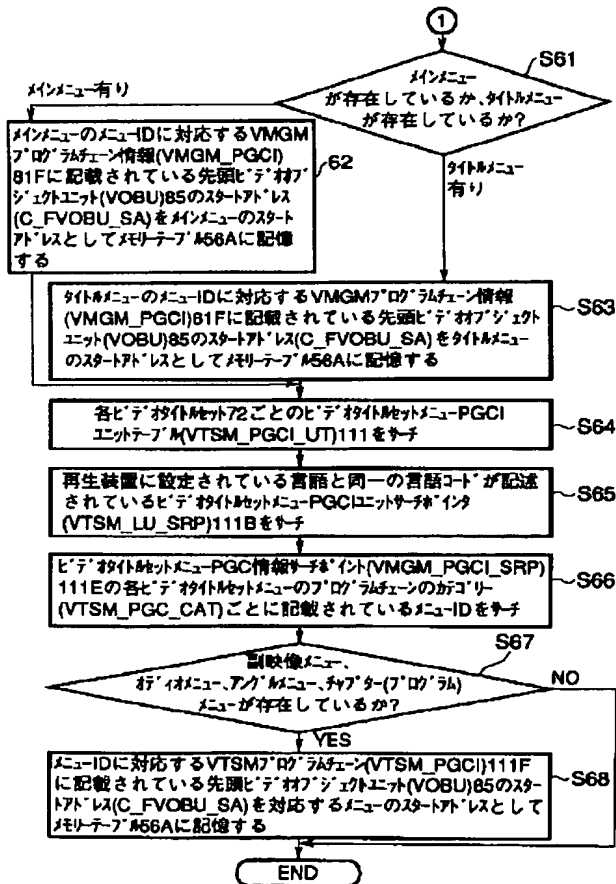 1
S61
メインメニュー
が存在しているか、タイトルメニュー
が存在しているか?
メインメニュー有り
タイトルメニュー
有り
62
メインメニューのメニューIDに対応するVMGM
プログラムチェーン情報(VMGM_PGCI)
81Fに記載されている先頭ビデオオブ
ジェクトユニット(VOBU)85のスタートアドレス
(C_FVOBU_SA)をメインメニューのスタート
アドレスとしてメモリーテーブル56Aに記憶
する
S63
タイトルメニューのメニューIDに対応するVMGMプログラムチェーン情報
(VMGM_PGCI)81Fに記載されている先頭ビデオオブジェクト
ユニット(VOBU)85のスタートアドレス(C_FVOBU_SA)をタイトルメニュー
のスタートアドレスとしてメモリーテーブル56Aに記憶する
S64
各ビデオタイトルセット72ごとのビデオタイトルセットメニューPGCI
ユニットテーブル(VTSM_PGCI_UT)111をサーチ
S65
再生装置に設定されている言語と同一の言語コードが記述
されているビデオタイトルセットメニューPGCIユニットサーチポインタ
(VTSM_LU_SRP)111Bをサーチ
S66
ビデオタイトルセットメニューPGC情報サーチポイント(VMGM_PGCI_SRP)
111Eの各ビデオタイトルセットメニューのプログラムチェーンのカテゴリー
(VTSM_PGC_CAT)ごとに記載されているメニューIDをサーチ
S67
副映像メニュー、
オディオメニュー、アングルメニュー、チャプター(プログラム)
メニューが存在しているか?
NO
YES
S68
メニューIDに対応するVTSMプログラムチェーン(VTSM_PGCI)111F
に記載されている先頭ビデオオブジェクトユニット(VOBU)85のスター
トアドレス(C_FVOBU_SA)を対応するメニューのスタートアドレスとして
メモリーテーブル56Aに記憶する
END